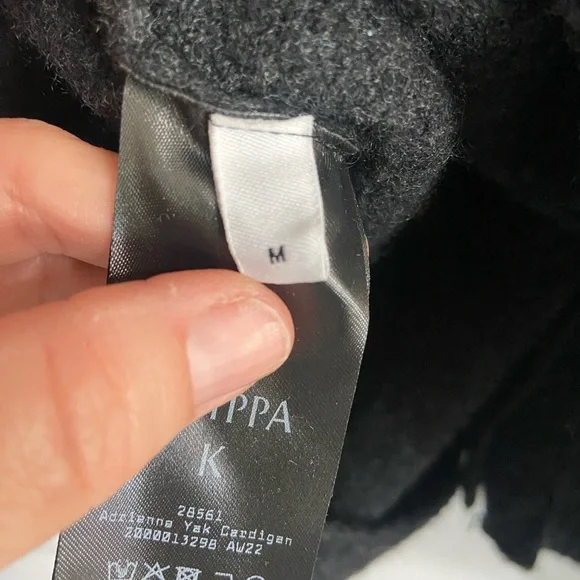 M
IPPA
K
28561
Adrienne Yak Cardigan
2000013298 AW22